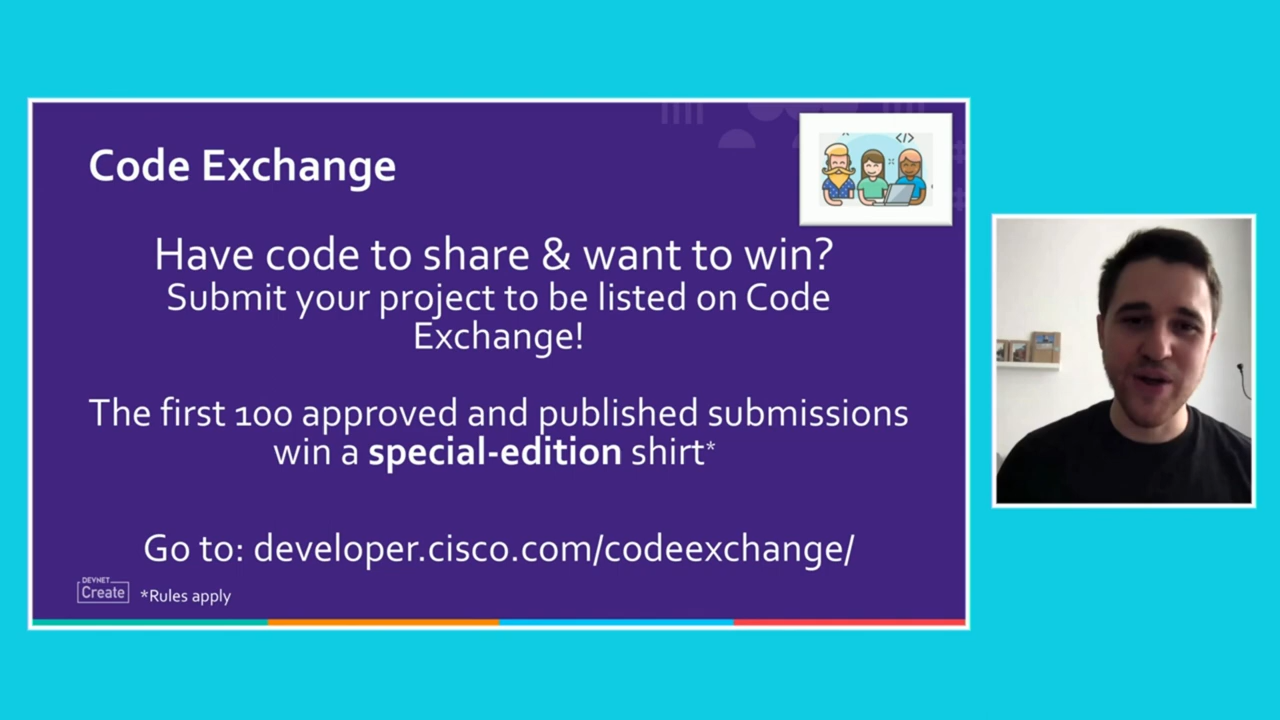 Code Exchange
</>
Have code to share & want to win?
Submit your project to be listed on Code
Exchange!
The first 100 approved and published submissions
win a special-edition shirt*
Go to: developer.cisco.com/codeexchange/
DEVNET
Create
*Rules apply